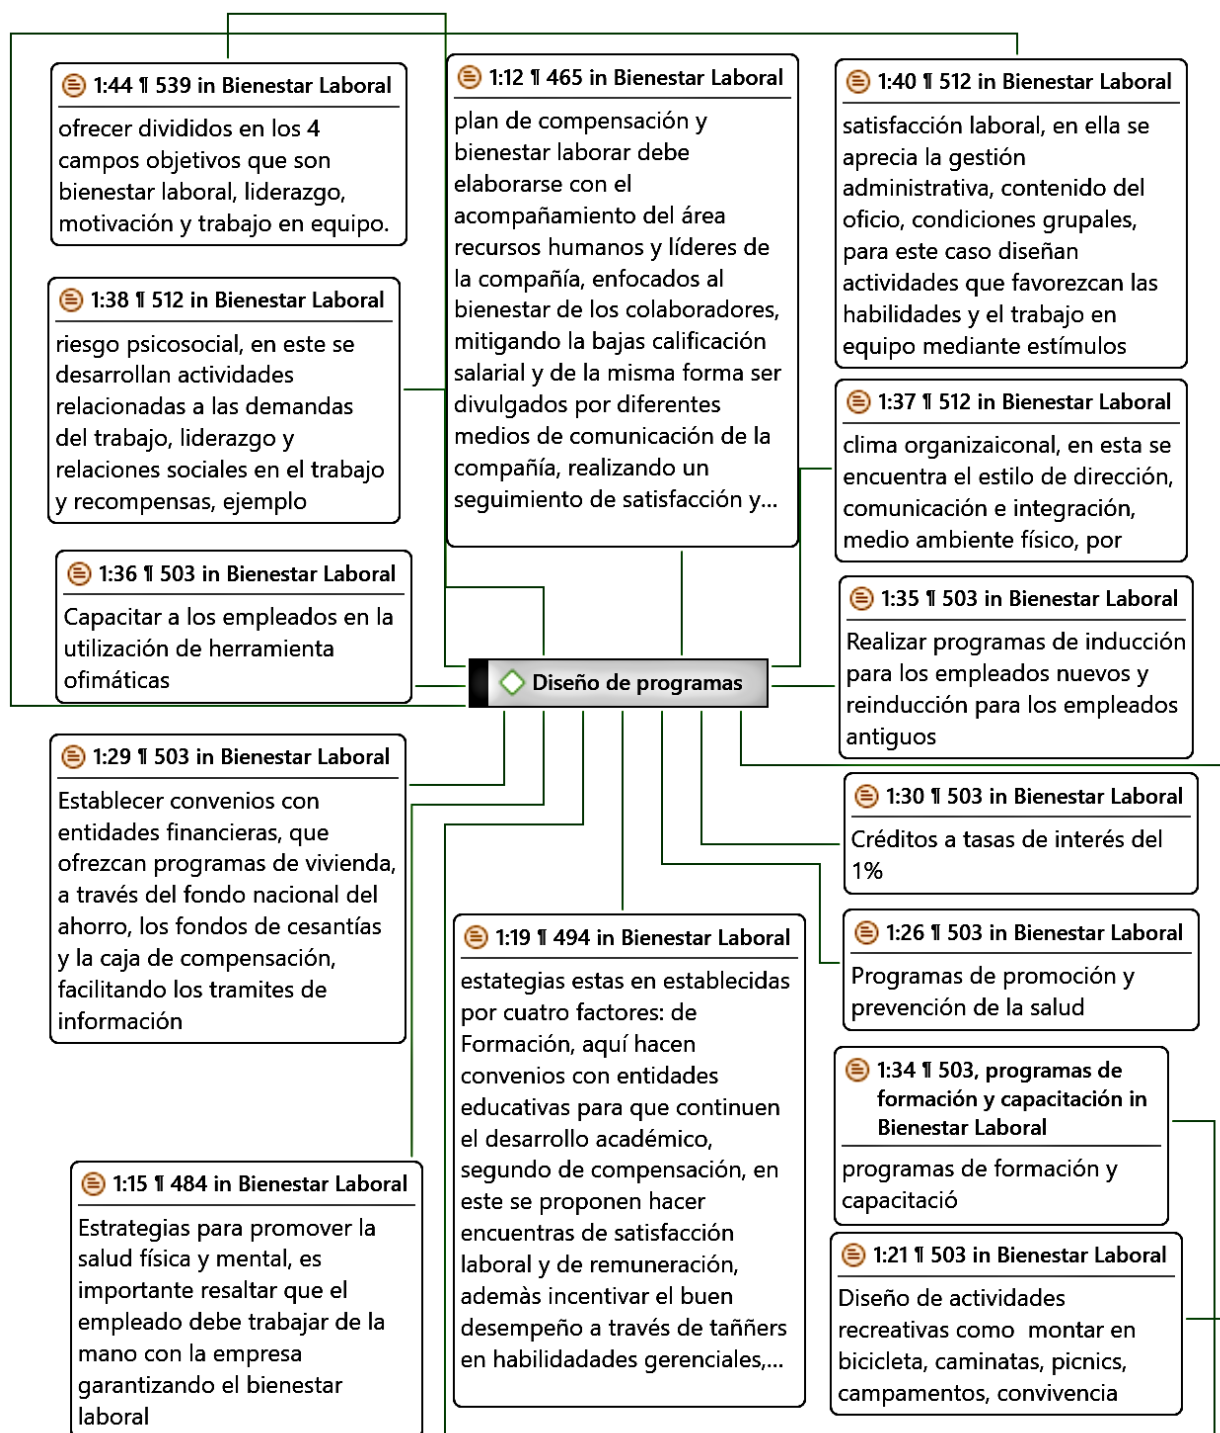 1:44 ¶ 539 in Bienestar Laboral
ofrecer divididos en los 4
campos objetivos que son
bienestar laboral, liderazgo,
motivación y trabajo en equipo.
1:12 ¶ 465 in Bienestar Laboral
plan de compensación y
bienestar laborar debe
elaborarse con el
acompañamiento del área
recursos humanos y líderes de
la compañía, enfocados al
bienestar de los colaboradores,
mitigando la bajas calificación
salarial y de la misma forma ser
divulgados por diferentes
medios de comunicación de la
compañía, realizando un
seguimiento de satisfacción y...
1:40 ¶ 512 in Bienestar Laboral
satisfacción laboral, en ella se
aprecia la gestión
administrativa, contenido del
oficio, condiciones grupales,
para este caso diseñan
actividades que favorezcan las
habilidades y el trabajo en
equipo mediante estímulos
1:38 ¶ 512 in Bienestar Laboral
riesgo psicosocial, en este se
desarrollan actividades
relacionadas a las demandas
del trabajo, liderazgo y
relaciones sociales en el trabajo
y recompensas, ejemplo
1:37 ¶ 512 in Bienestar Laboral
clima organizaiconal, en esta se
encuentra el estilo de dirección,
comunicación e integración,
medio ambiente físico, por
1:36 ¶ 503 in Bienestar Laboral
Capacitar a los empleados en la
utilización de herramienta
ofimáticas
Diseño de programas
1:35 ¶ 503 in Bienestar Laboral
Realizar programas de inducción
para los empleados nuevos y
reinducción para los empleados
antiguos
1:29 ¶ 503 in Bienestar Laboral
Establecer convenios con
entidades financieras, que
ofrezcan programas de vivienda,
a través del fondo nacional del
ahorro, los fondos de cesantías
y la caja de compensación,
facilitando los tramites de
información
1:30 ¶ 503 in Bienestar Laboral
Créditos a tasas de interés del
1%
1:19 ¶ 494 in Bienestar Laboral
estategias estas en establecidas
por cuatro factores: de
Formación, aquí hacen
convenios con entidades
educativas para que continuen
el desarrollo académico,
segundo de compensación, en
este se proponen hacer
encuentras de satisfacción
laboral y de remuneración,
ademàs incentivar el buen
desempeño a través de taññers
en habilidadades gerenciales,...
1:26 ¶ 503 in Bienestar Laboral
Programas de promoción y
prevención de la salud
1:34 ¶ 503, programas de
formación y capacitación in
Bienestar Laboral
programas de formación y
capacitació
1:15 ¶ 484 in Bienestar Laboral
Estrategias para promover la
salud física y mental, es
importante resaltar que el
empleado debe trabajar de la
mano con la empresa
garantizando el bienestar
laboral
1:21 ¶ 503 in Bienestar Laboral
Diseño de actividades
recreativas como  montar en
bicicleta, caminatas, picnics,
campamentos, convivencia